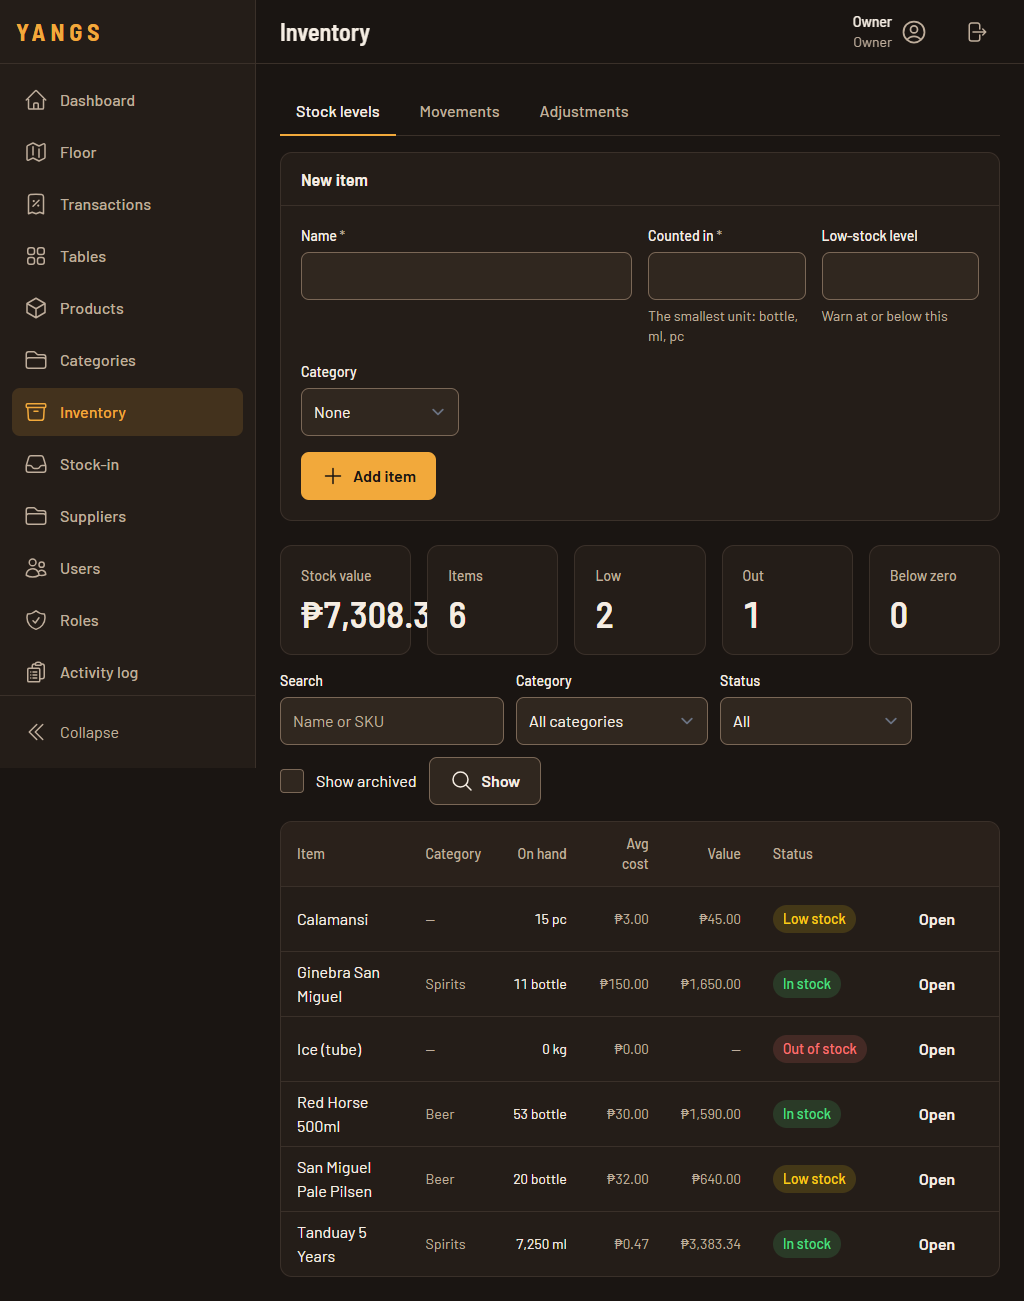 YANGS
Inventory
Owner
Owner
Dashboard
Floor
Transactions
Tables
Products
Categories
Inventory
Stock-in
Suppliers
Users
Roles
Activity log
Collapse
Stock levels
Movements
Adjustments
New item
Name *
Counted in *
Low-stock level
The smallest unit: bottle,
ml, pc
Warn at or below this
Category
None
Add item
Stock value
₱7,308.3
Items
6
Low
2
Out
1
Below zero
0
Search
Category
Status
Name or SKU
All categories
All
Show archived
Show
Item
Category
On hand
Avg
cost
Value
Status
Calamansi
—
15 pc
₱3.00
₱45.00
Low stock
Open
Ginebra San
Miguel
Spirits
11 bottle
₱150.00
₱1,650.00
In stock
Open
Ice (tube)
—
0 kg
₱0.00
—
Out of stock
Open
Red Horse
500ml
Beer
53 bottle
₱30.00
₱1,590.00
In stock
Open
San Miguel
Pale Pilsen
Beer
20 bottle
₱32.00
₱640.00
Low stock
Open
Tanduay 5
Years
Spirits
7,250 ml
₱0.47
₱3,383.34
In stock
Open